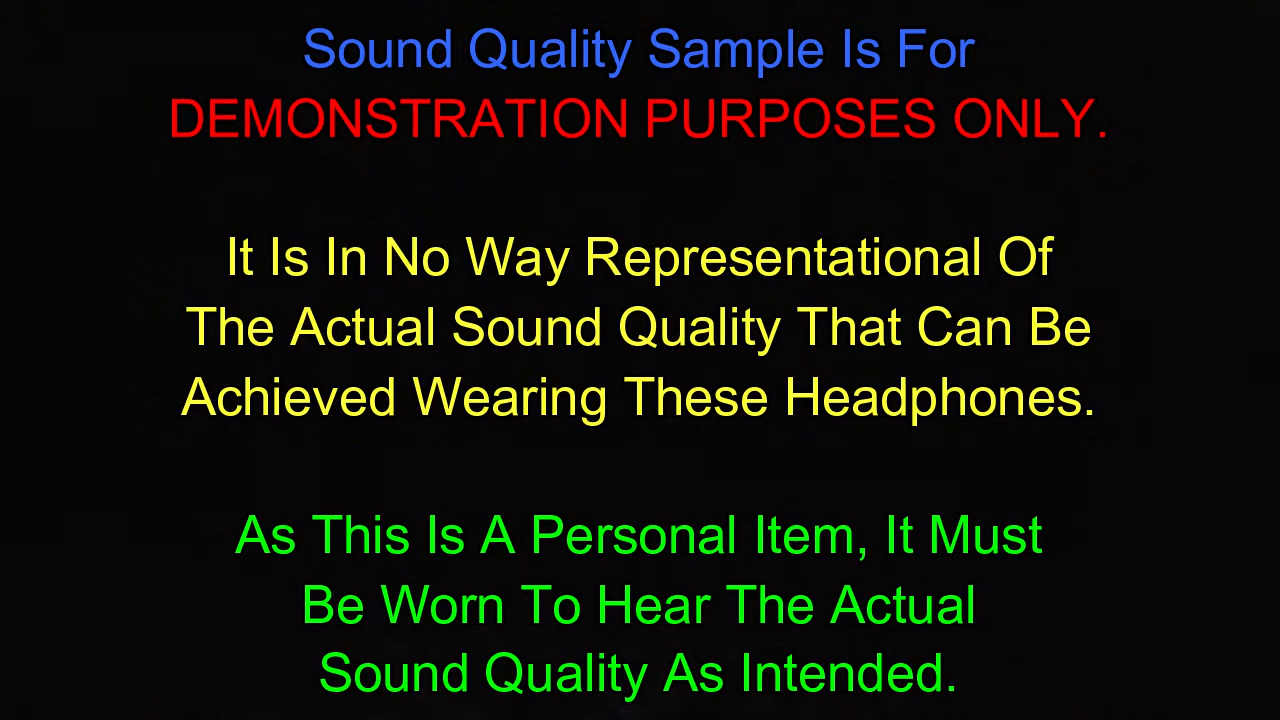 Sound Quality Sample Is For
DEMONSTRATION PURPOSES ONLY.
It Is In No Way Representational Of
The Actual Sound Quality That Can Be
Achieved Wearing These Headphones.
As This Is A Personal Item, It Must
Be Worn To Hear The Actual
Sound Quality As Intended.